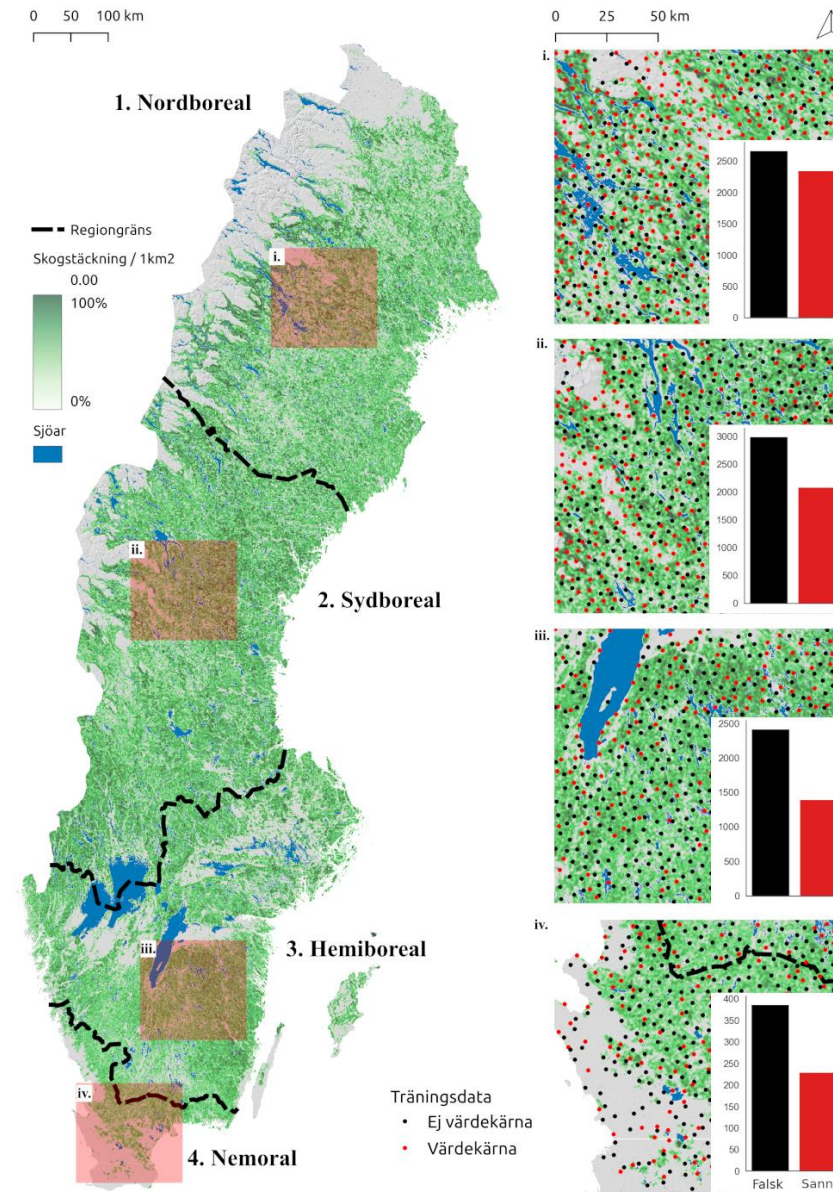 0 50 100 km
1. Nordboreal
Regiongräns
Skogstäckning / 1km2
0.00
100%
0%
Sjöar
i.
ii.
2. Sydboreal
iii.
3. Hemiboreal
iv.
4. Nemoral
Träningsdata
Ej värdekärna
Värdekärna
0 25 50 km
i.
2500
2000
1500
1000
500
0
ii.
3000
2500
2000
1500
1000
500
0
iii.
2500
2000
1500
1000
500
0
iv.
400
350
300
250
200
150
100
50
0
Falsk Sann